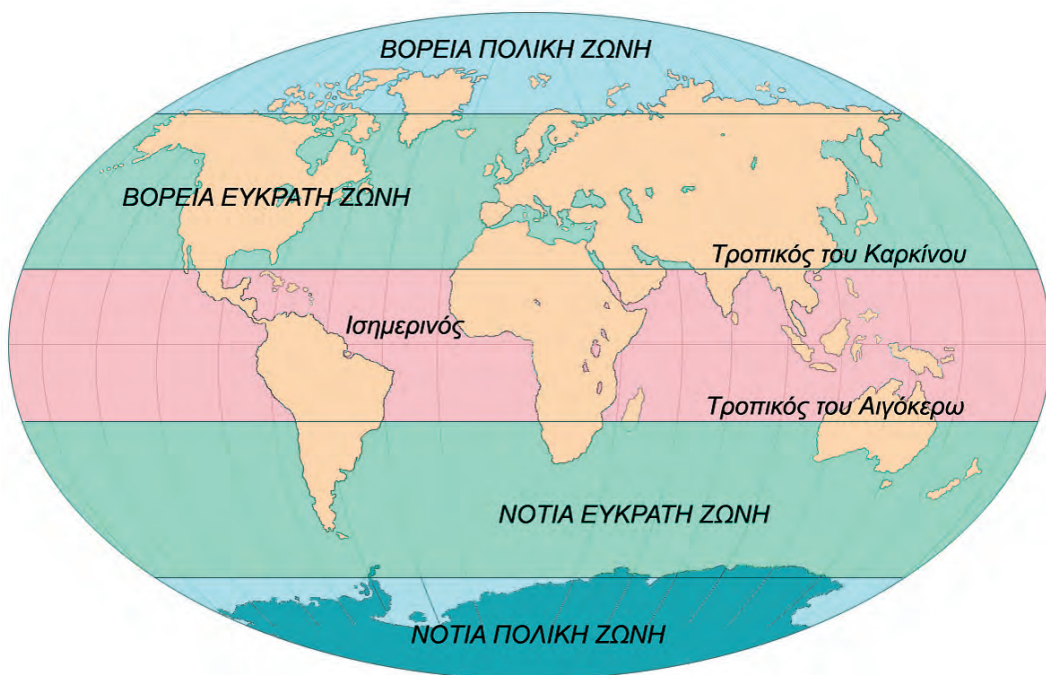 ΒΟΡΕΙΑ ΠΟΛΙΚΗ ΖΩΝΗ
ΒΟΡΕΙΑ ΕΥΚΡΑΤΗ ΖΩΝΗ
Τροπικός του Καρκίνου
Ισημερινός
Τροπικός του Αιγόκερω
ΝΟΤΙΑ ΕΥΚΡΑΤΗ ΖΩΝΗ
ΝΟΤΙΑ ΠΟΛΙΚΗ ΖΩΝΗ